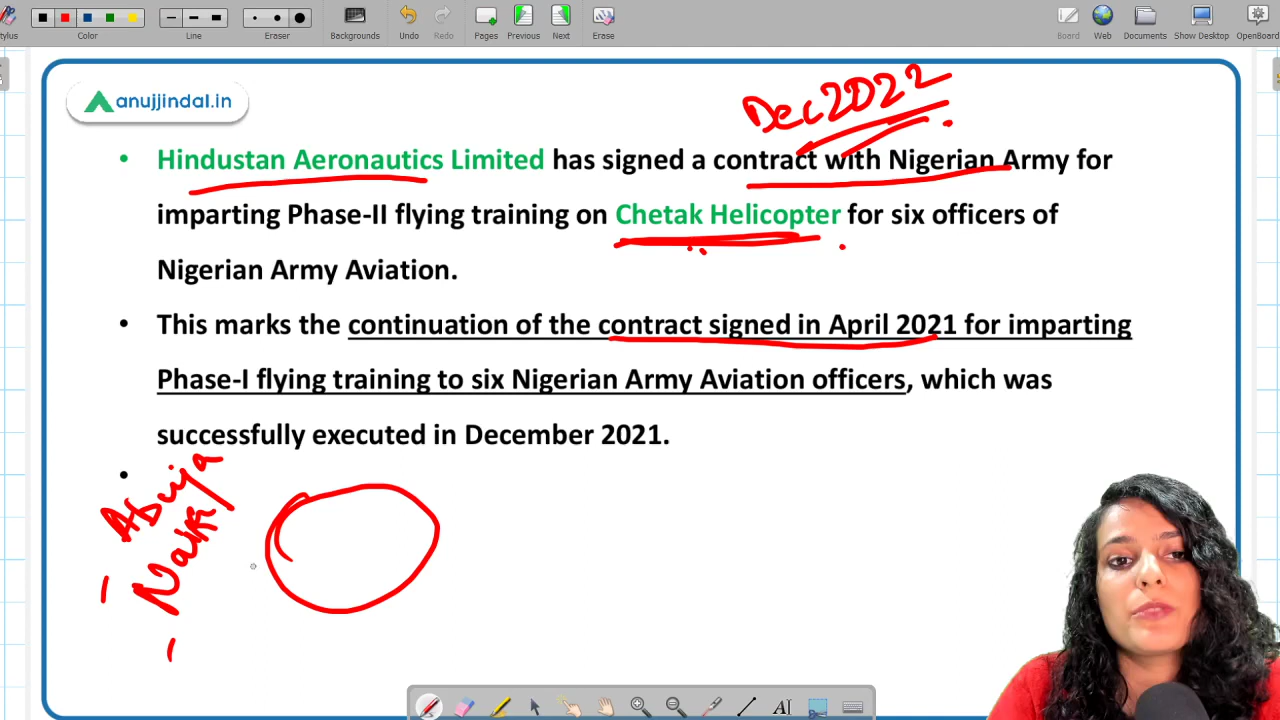 Stylus
Color
Line
Eraser
Backgrounds
Undo
Redo
Pages
Previous
Next
Erase
Board
Web
Documents
Show Desktop
OpenBoard
anujjindal.in
Dec 2022
• Hindustan Aeronautics Limited has signed a contract with Nigerian Army for
imparting Phase-II flying training on Chetak Helicopter for six officers of
Nigerian Army Aviation.
• This marks the continuation of the contract signed in April 2021 for imparting
Phase-I flying training to six Nigerian Army Aviation officers, which was
successfully executed in December 2021.
•
Abuja
AI